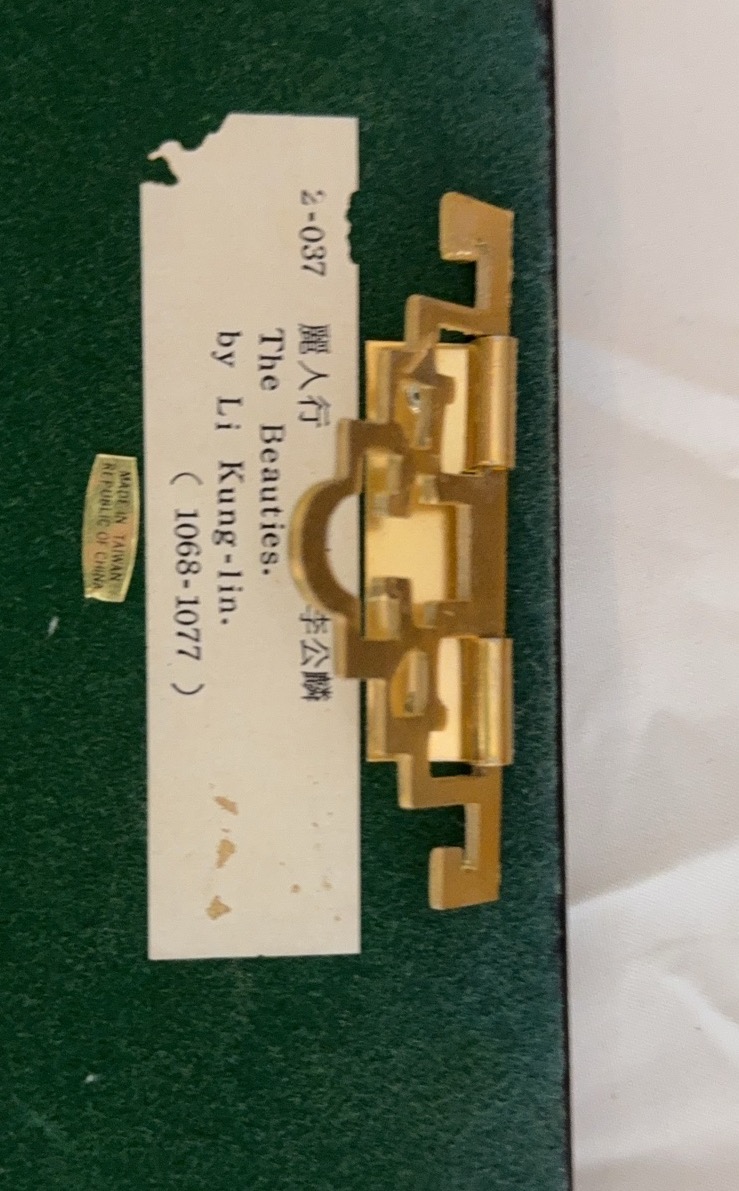 2-037 麗人行 李公麟
The Beauties.
by Li Kung-lin.
( 1068-1077 )
MADE IN TAIWAN
REPUBLIC OF CHINA